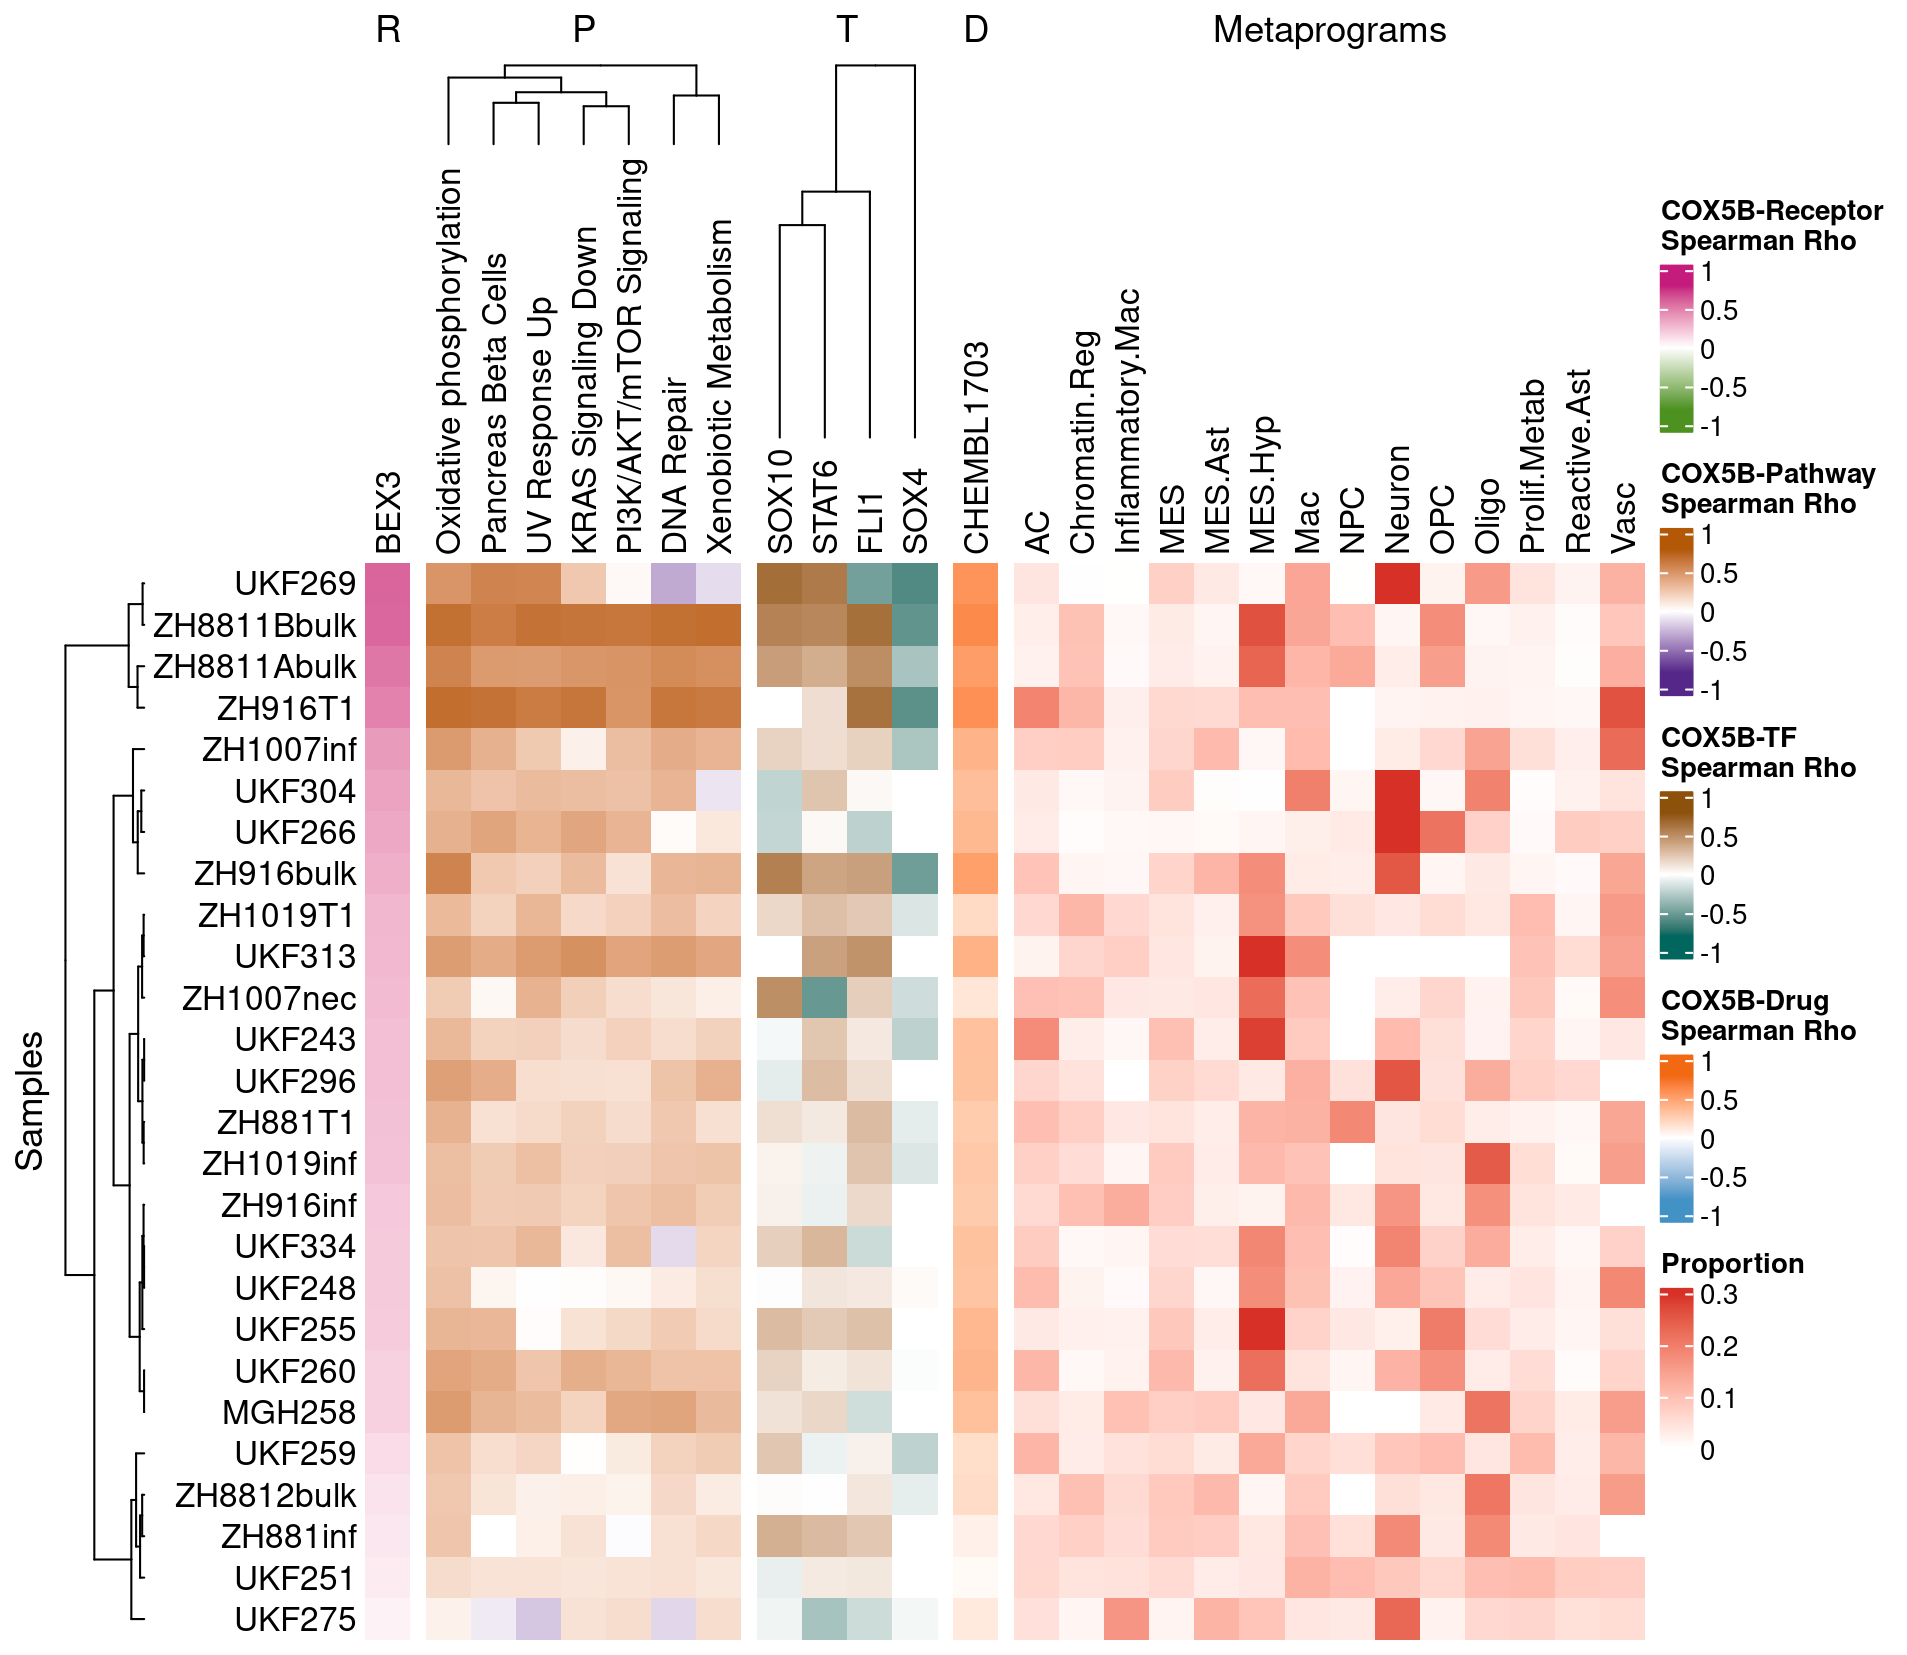 R P T D Metaprograms
BEX3
Oxidative phosphorylation
Pancreas Beta Cells
UV Response Up
KRAS Signaling Down
PI3K/AKT/mTOR Signaling
DNA Repair
Xenobiotic Metabolism
SOX10
STAT6
FLI1
SOX4
CHEMBL1703
AC
Chromatin.Reg
Inflammatory.Mac
MES
MES.Ast
MES.Hyp
Mac
NPC
Neuron
OPC
Oligo
Prolif.Metab
Reactive.Ast
Vasc
Samples
UKF269
ZH8811Bbulk
ZH8811Abulk
ZH916T1
ZH1007inf
UKF304
UKF266
ZH916bulk
ZH1019T1
UKF313
ZH1007nec
UKF243
UKF296
ZH881T1
ZH1019inf
ZH916inf
UKF334
UKF248
UKF255
UKF260
MGH258
UKF259
ZH8812bulk
ZH881inf
UKF251
UKF275
COX5B-Receptor
Spearman Rho
1
0.5
0
-0.5
-1
COX5B-Pathway
Spearman Rho
1
0.5
0
-0.5
-1
COX5B-TF
Spearman Rho
1
0.5
0
-0.5
-1
COX5B-Drug
Spearman Rho
1
0.5
0
-0.5
-1
Proportion
0.3
0.2
0.1
0